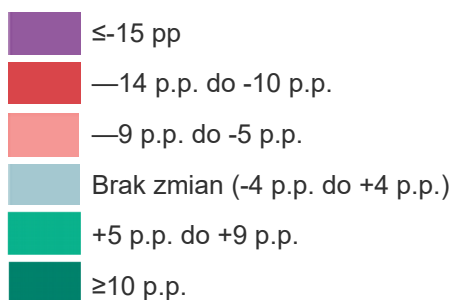 ≤-15 pp
—14 p.p. do -10 p.p.
—9 p.p. do -5 p.p.
Brak zmian (-4 p.p. do +4 p.p.)
+5 p.p. do +9 p.p.
≥10 p.p.